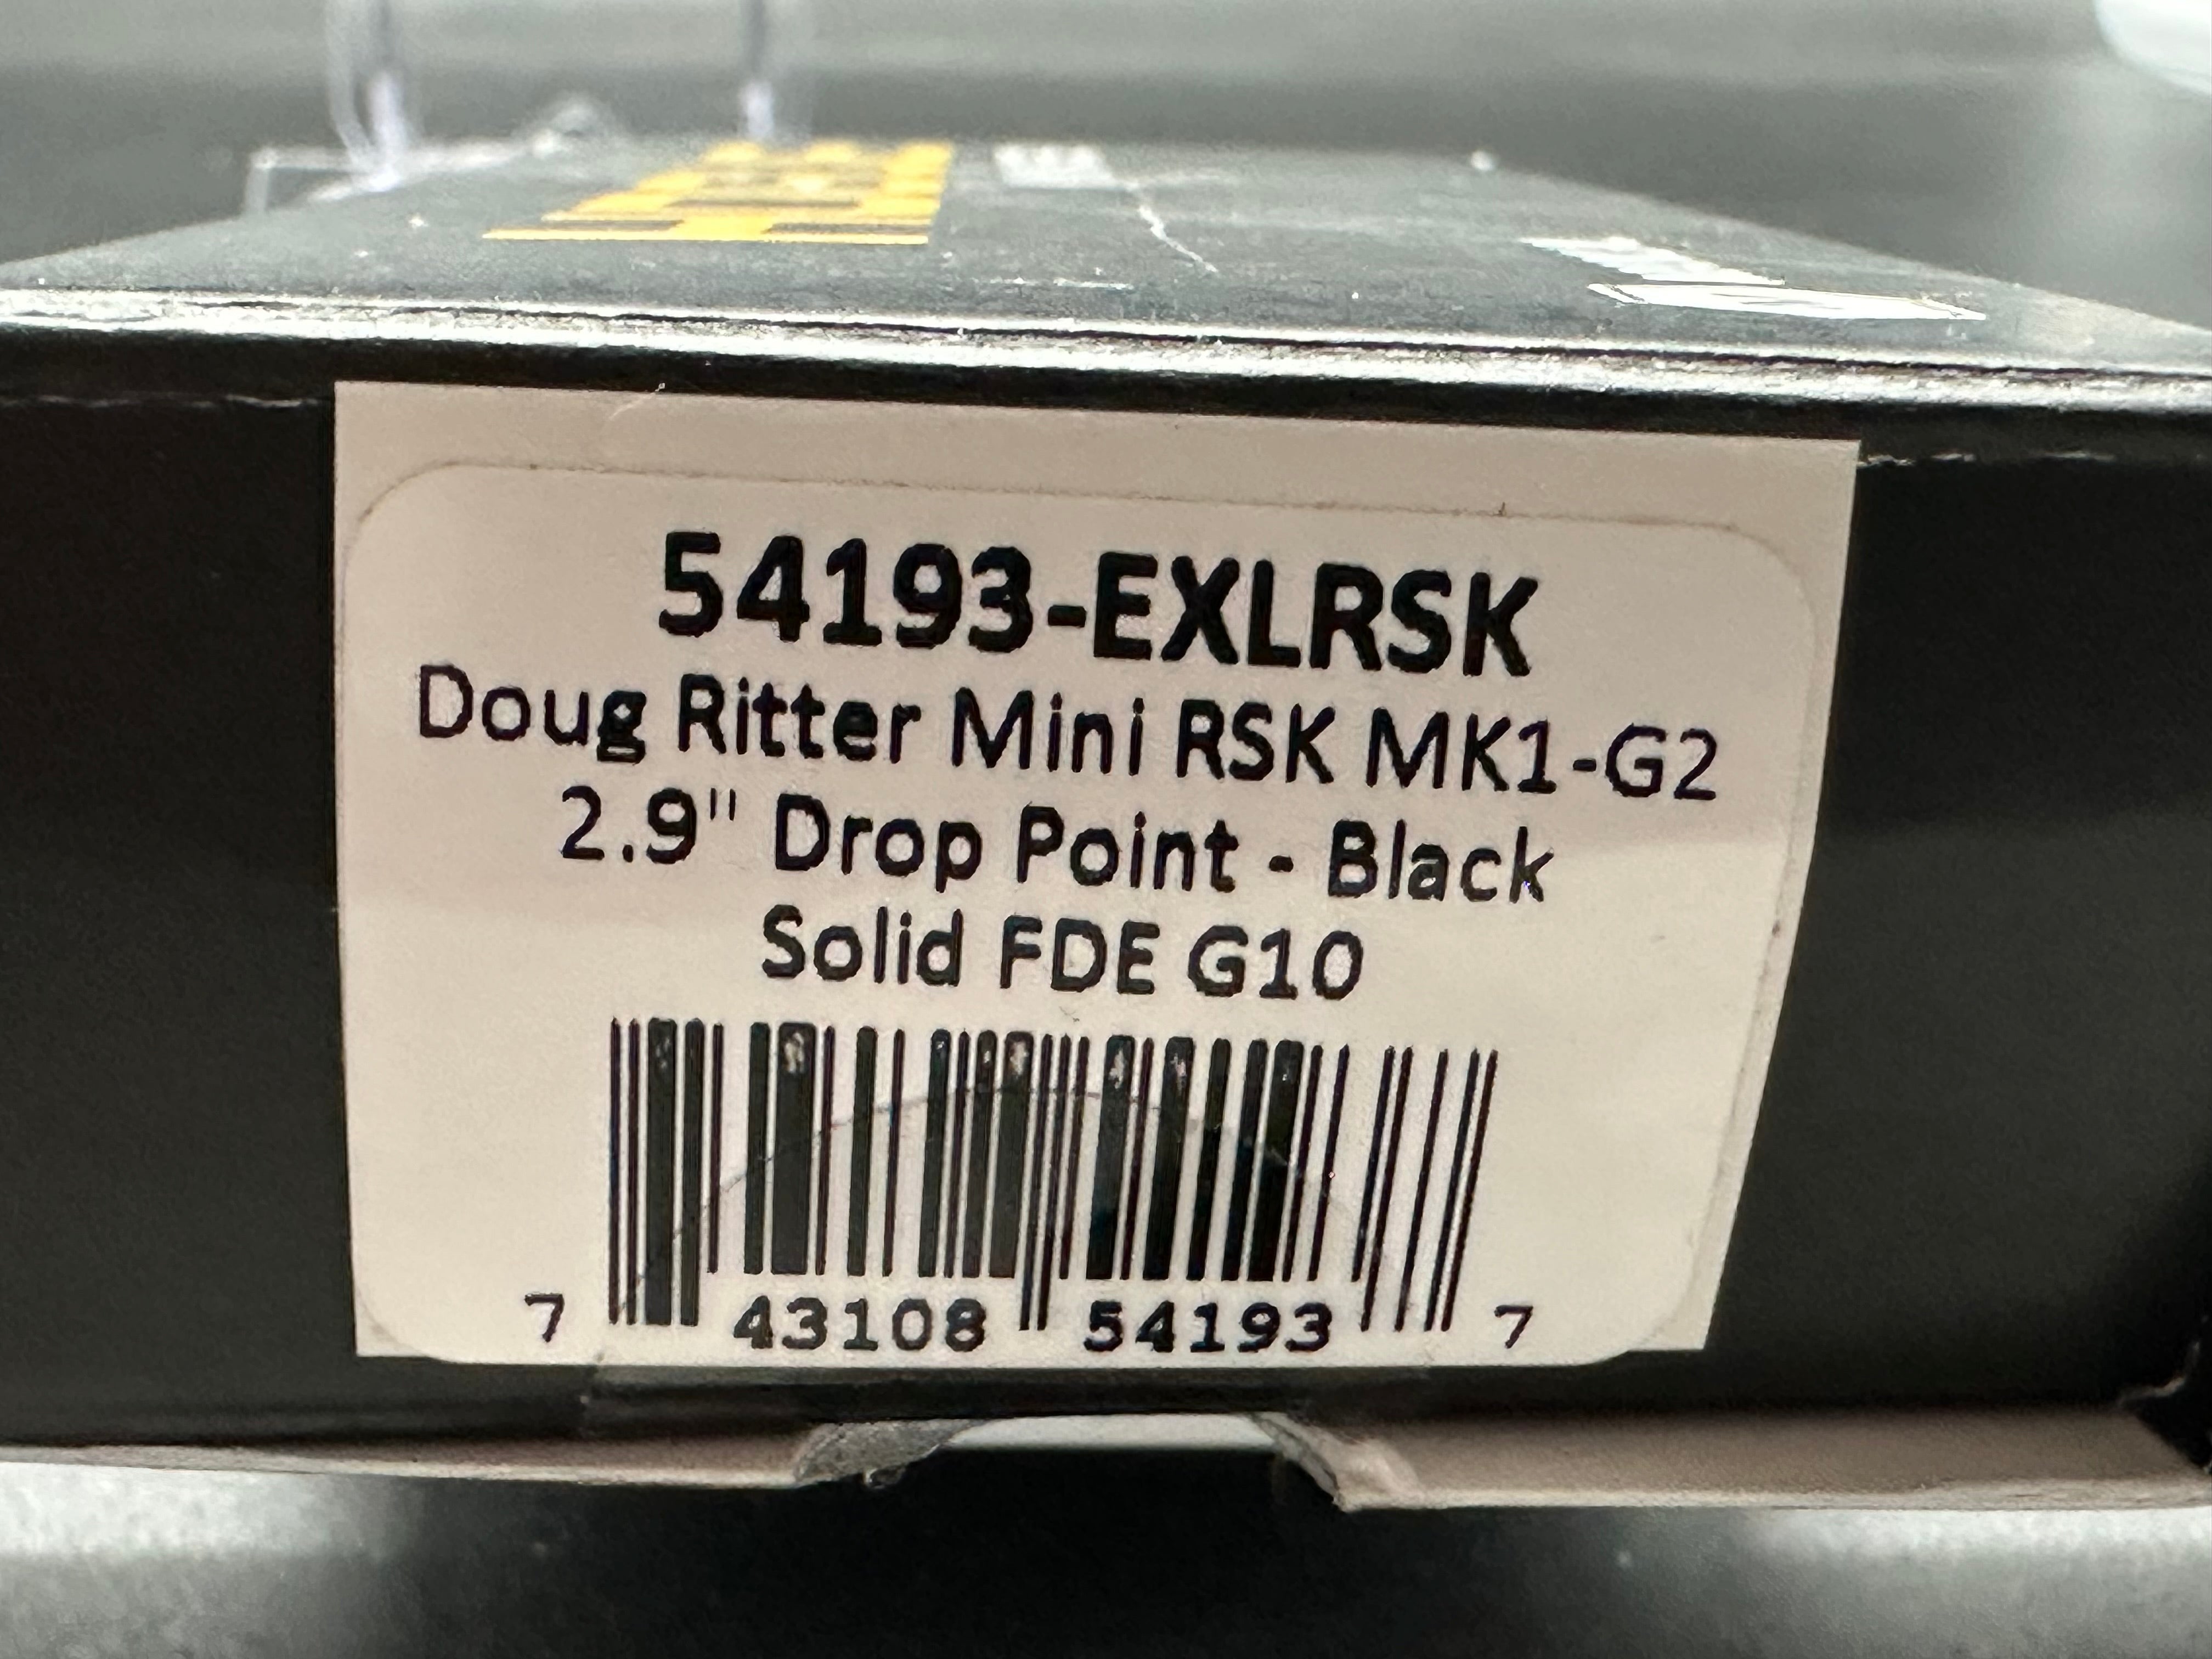 54193-EXLRSK
Doug Ritter Mini RSK MK1-G2
2.9" Drop Point - Black
Solid FDE G10
7 43108 54193 7